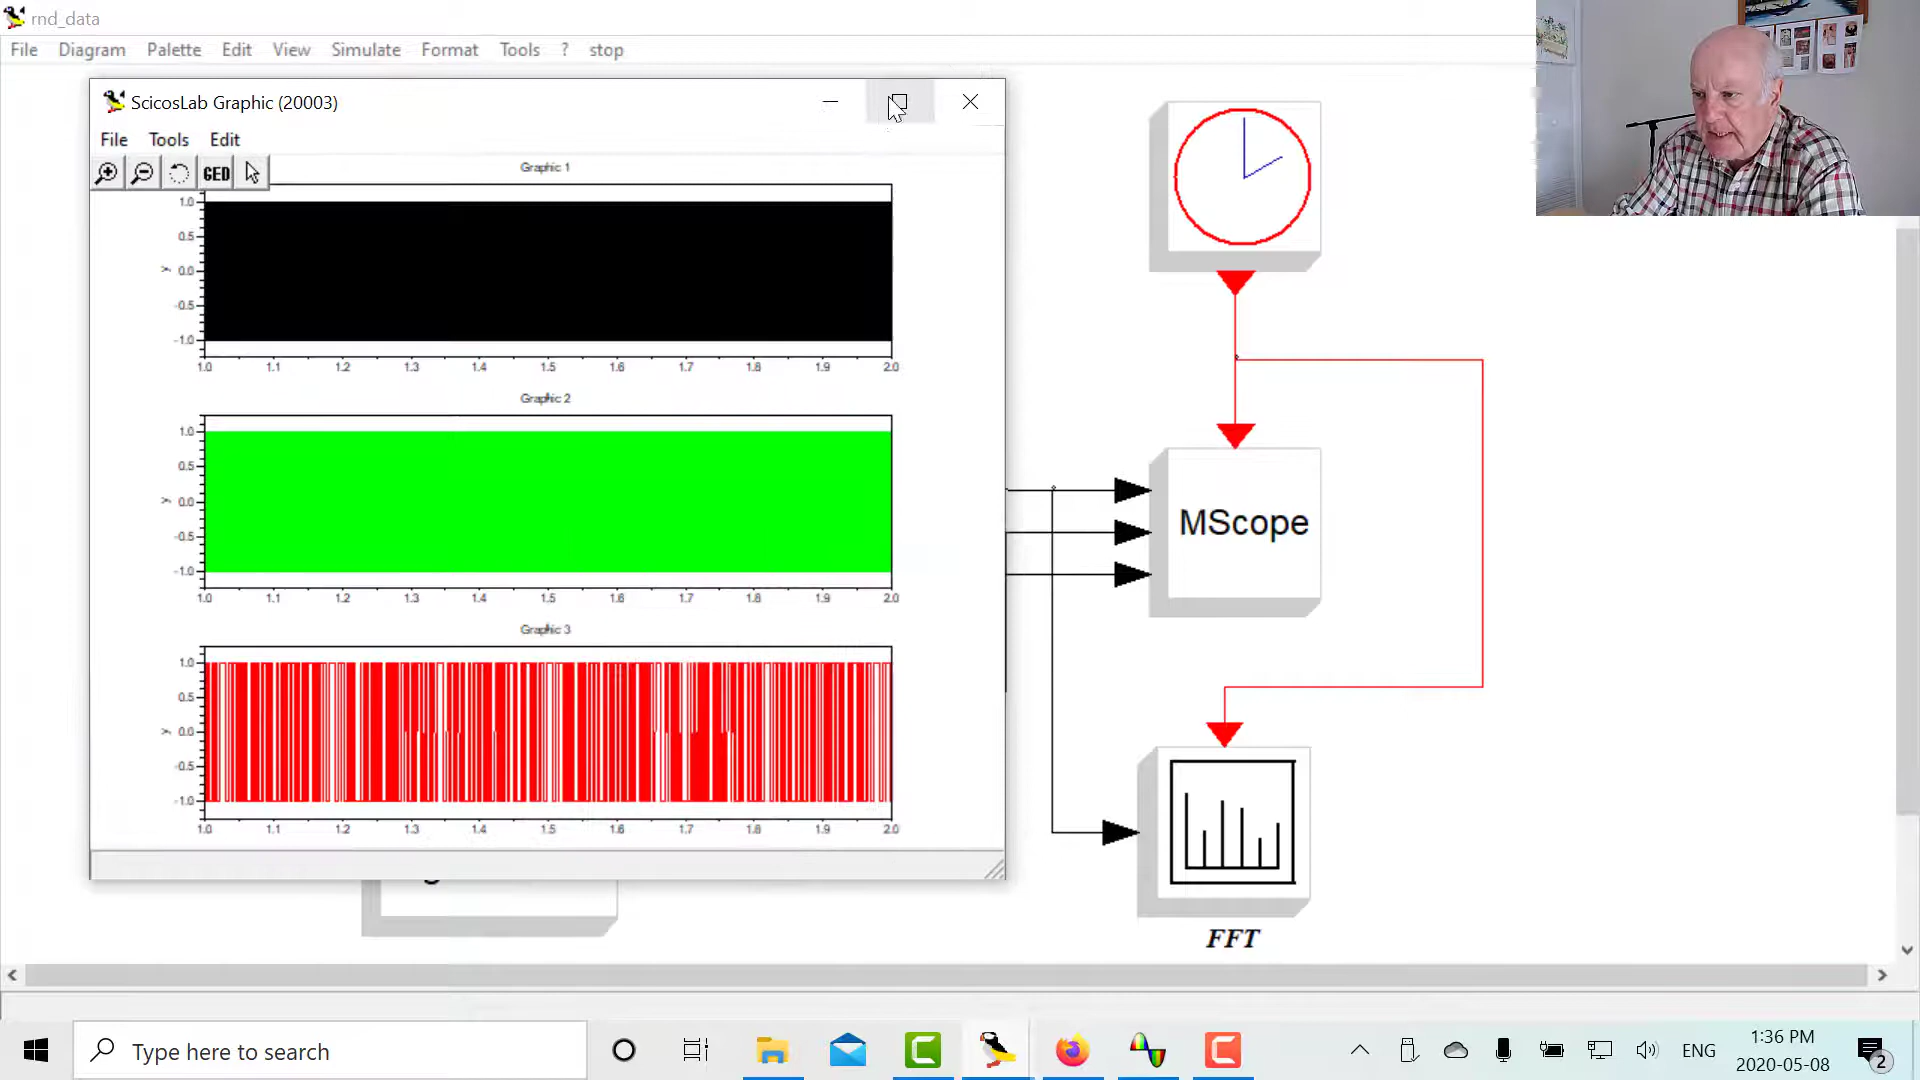 rnd_data
File Diagram Palette Edit View Simulate Format Tools ? stop
ScicosLab Graphic (20003)
File Tools Edit
GED
Graphic 1
1.0
0.5
0.0
-0.5
-1.0
y
1.0 1.1 1.2 1.3 1.4 1.5 1.6 1.7 1.8 1.9 2.0
Graphic 2
1.0
0.5
0.0
-0.5
-1.0
y
1.0 1.1 1.2 1.3 1.4 1.5 1.6 1.7 1.8 1.9 2.0
Graphic 3
1.0
0.5
0.0
-0.5
-1.0
y
1.0 1.1 1.2 1.3 1.4 1.5 1.6 1.7 1.8 1.9 2.0
MScope
FFT
Type here to search
ENG
1:36 PM
2020-05-08
2